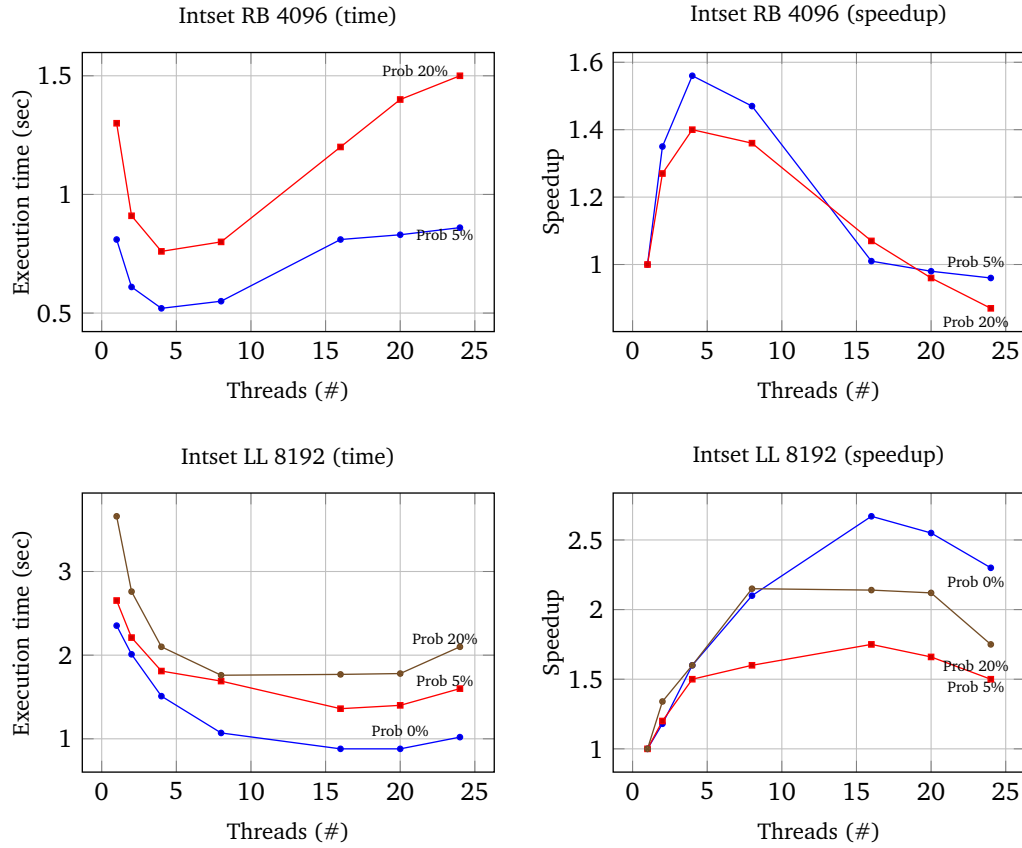 Intset RB 4096 (time)
Execution time (sec)
1.5
1
0.5
Prob 20%
Prob 5%
0 5 10 15 20 25
Threads (#)
Intset RB 4096 (speedup)
Speedup
1.6
1.4
1.2
1
Prob 5%
Prob 20%
0 5 10 15 20 25
Threads (#)
Intset LL 8192 (time)
Execution time (sec)
3
2
1
Prob 20%
Prob 5%
Prob 0%
0 5 10 15 20 25
Threads (#)
Intset LL 8192 (speedup)
Speedup
2.5
2
1.5
1
Prob 0%
Prob 20%
Prob 5%
0 5 10 15 20 25
Threads (#)